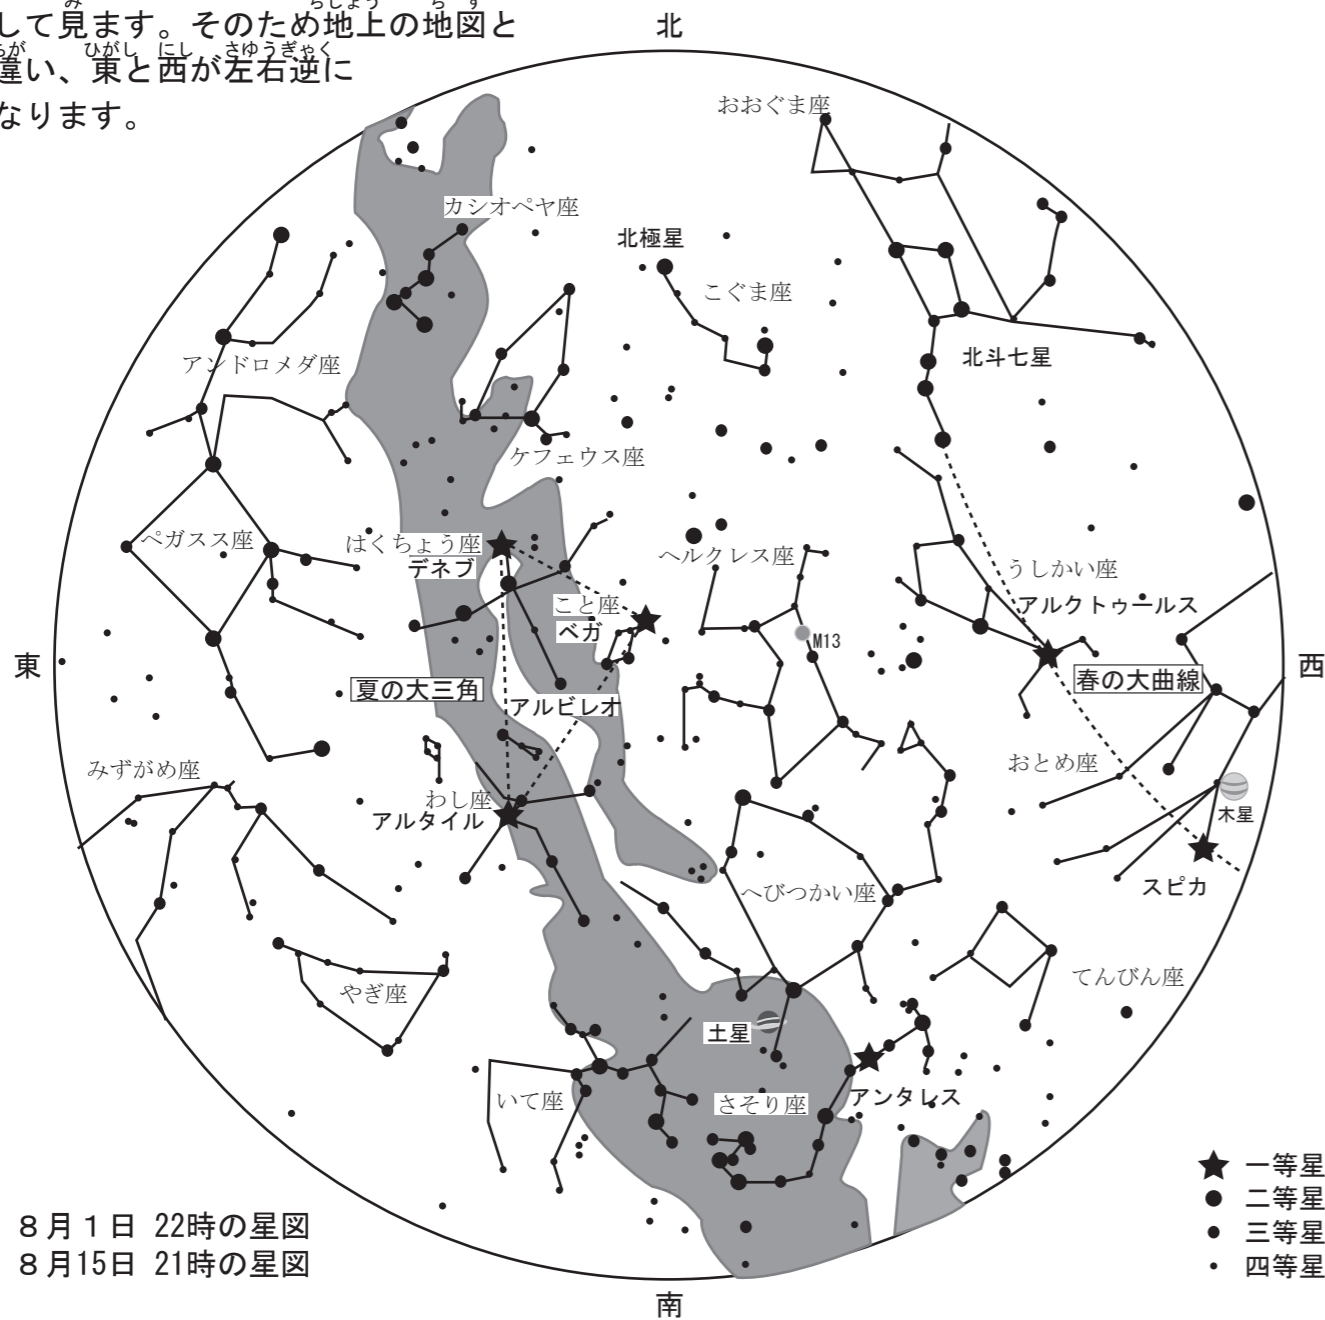 して見ます。そのため地上の地図と
違い、東と西が左右逆に
なります。
北
おおぐま座
カシオペヤ座
北極星
こぐま座
北斗七星
アンドロメダ座
ケフェウス座
ペガスス座
はくちょう座
デネブ
ヘルクレス座
うしかい座
アルクトゥールス
こと座
ベガ
M13
東
西
夏の大三角
春の大曲線
アルビレオ
おとめ座
みずがめ座
わし座
アルタイル
木星
スピカ
へびつかい座
やぎ座
てんびん座
土星
いて座
さそり座
アンタレス
一等星
二等星
三等星
四等星
8月1日 22時の星図
8月15日 21時の星図
南